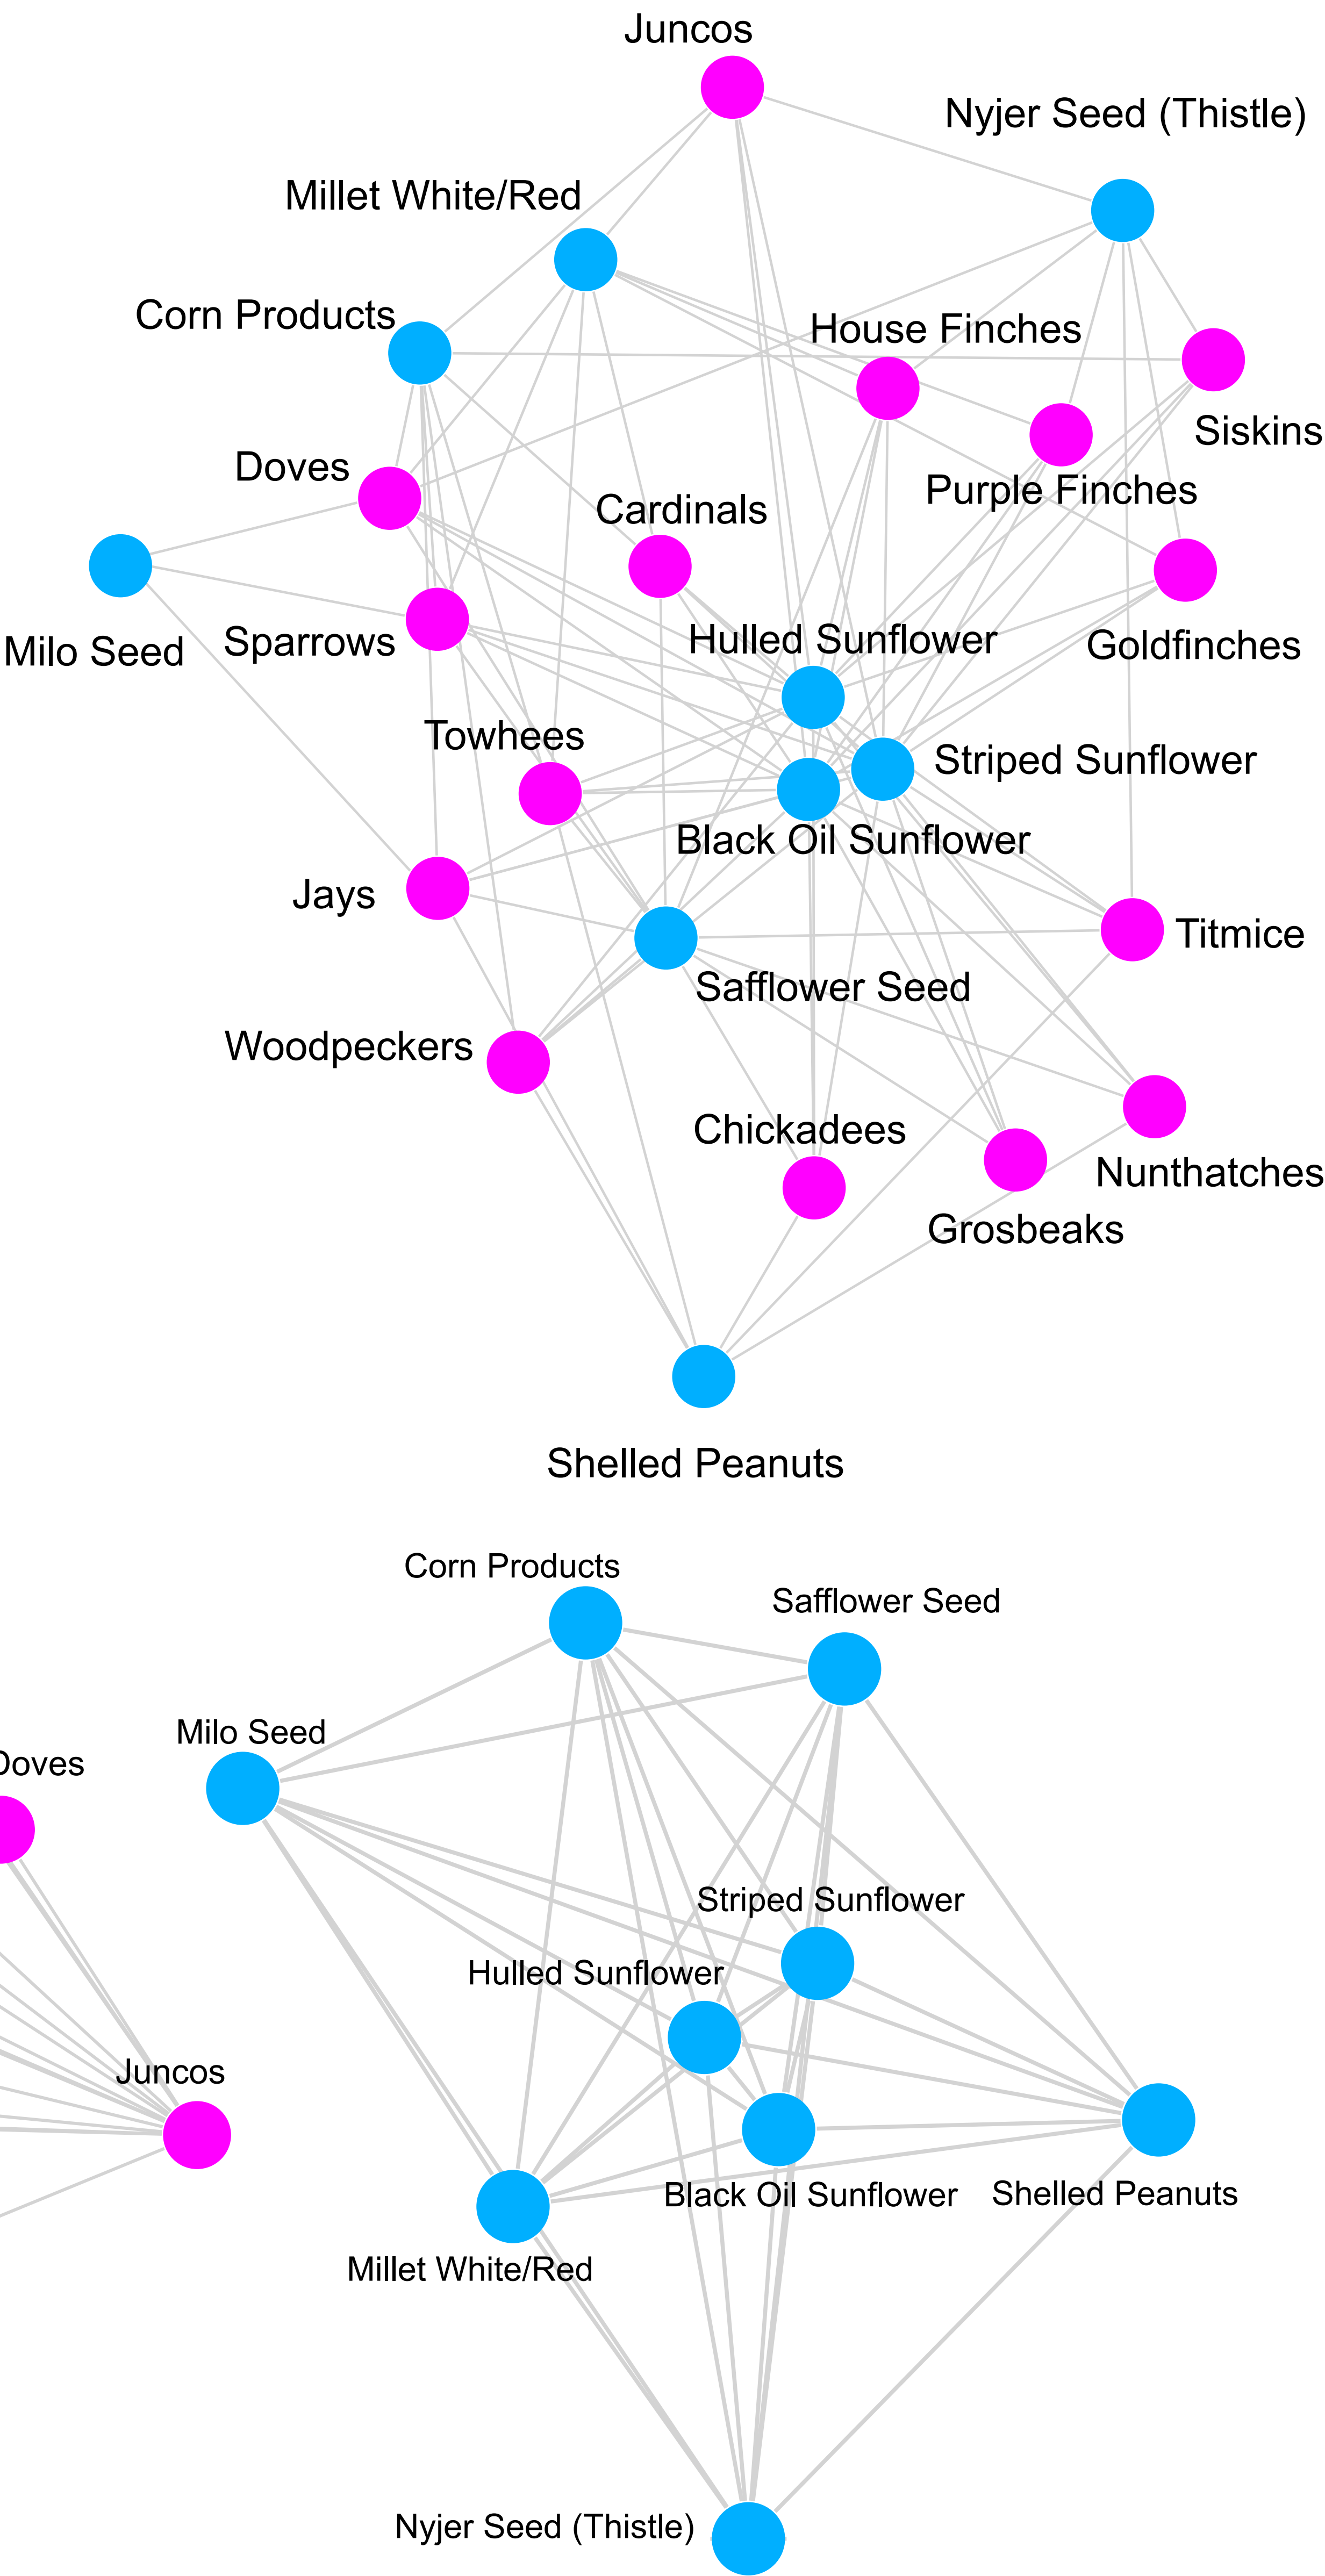 Juncos
Nyjer Seed (Thistle)
Millet White/Red
Corn Products
House Finches
Siskins
Doves
Purple Finches
Cardinals
Milo Seed
Sparrows
Hulled Sunflower
Goldfinches
Towhees
Striped Sunflower
Black Oil Sunflower
Jays
Titmice
Safflower Seed
Woodpeckers
Chickadees
Nunthatches
Grosbeaks
Shelled Peanuts
Corn Products
Safflower Seed
Milo Seed
Doves
Striped Sunflower
Hulled Sunflower
Juncos
Black Oil Sunflower
Shelled Peanuts
Millet White/Red
Nyjer Seed (Thistle)